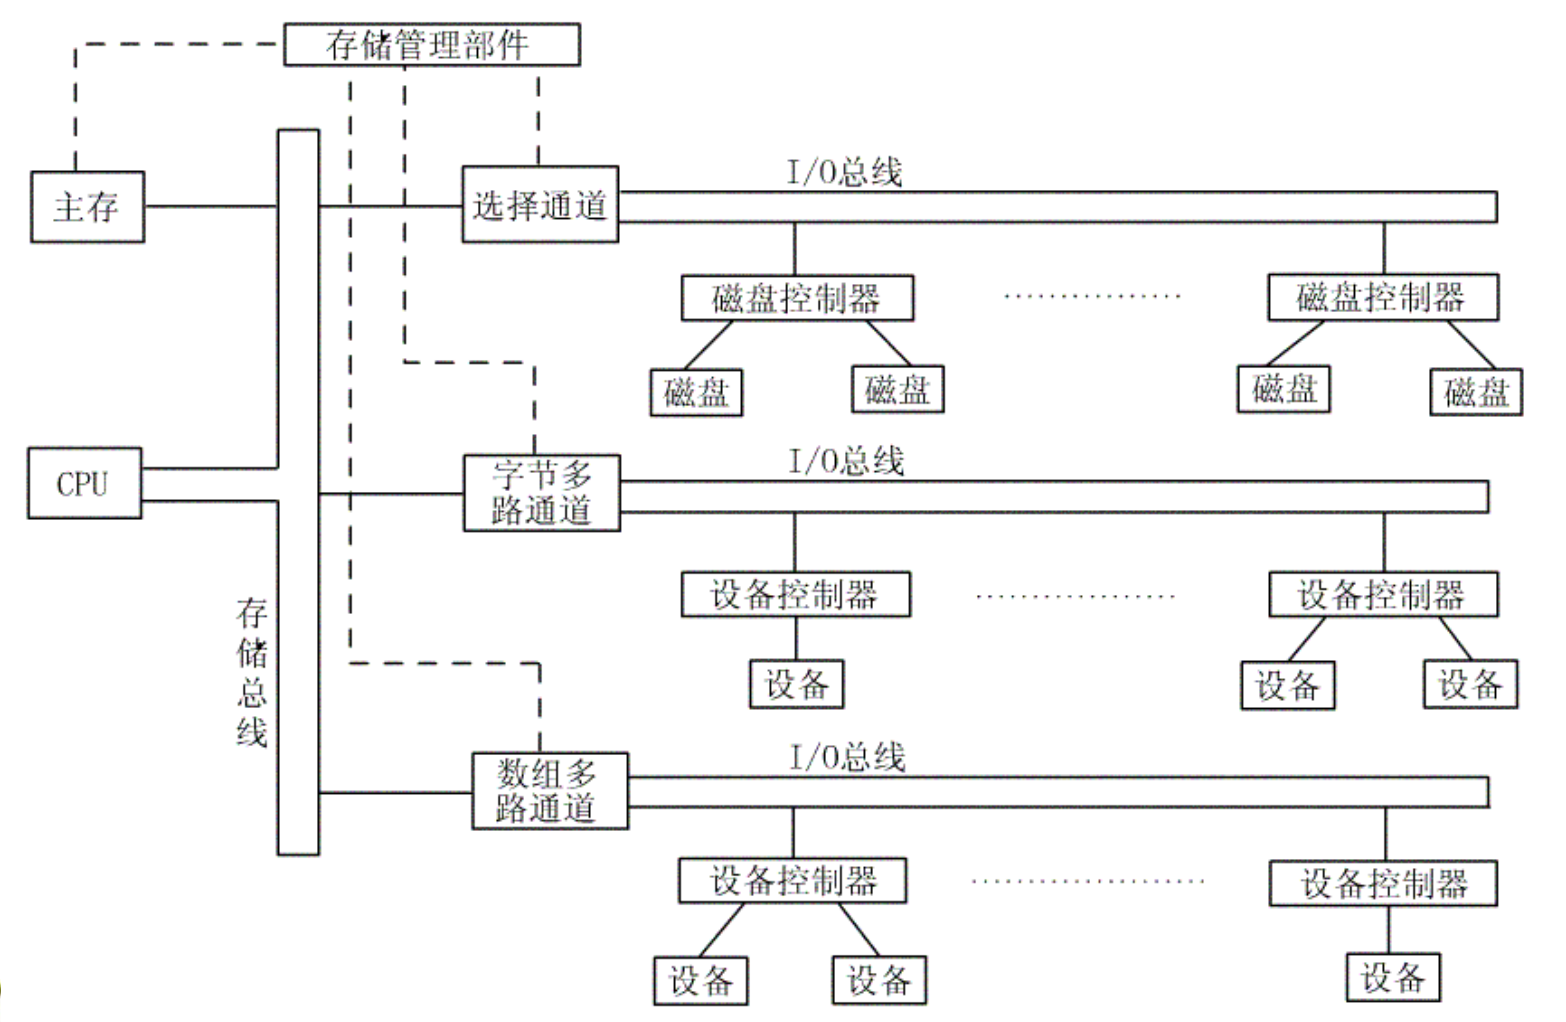 存储管理部件
主存
选择通道
I/O总线
磁盘控制器
磁盘控制器
磁盘
磁盘
磁盘
磁盘
CPU
字节多
路通道
I/O总线
设备控制器
设备控制器
设备
设备
设备
存
储
总
线
数组多
路通道
I/O总线
设备控制器
设备控制器
设备
设备
设备